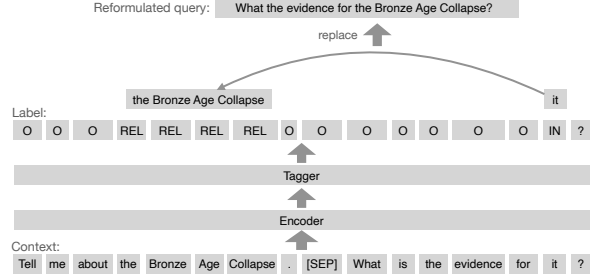 Reformulated query: What the evidence for the Bronze Age Collapse?
replace
the Bronze Age Collapse it
Label:
O O O REL REL REL REL O O O O O O O IN ?
Tagger
Encoder
Context:
Tell me about the Bronze Age Collapse . [SEP] What is the evidence for it ?